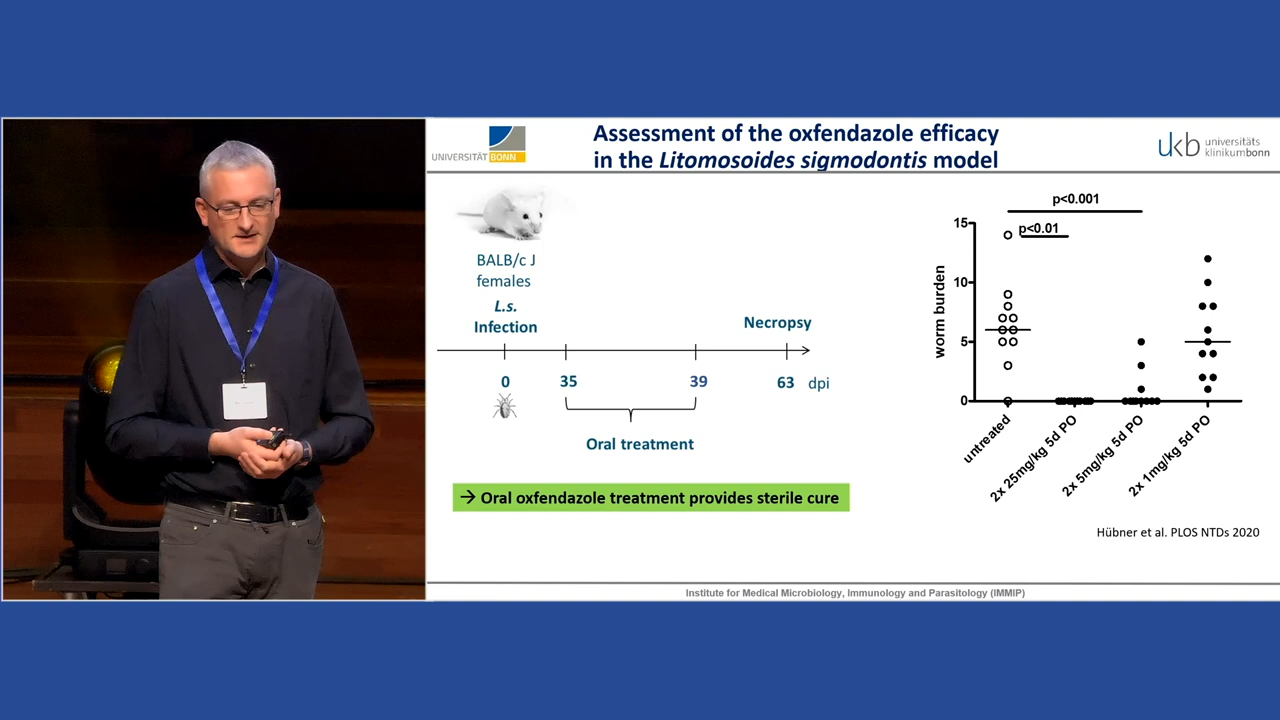 UNIVERSITÄT BONN
Assessment of the oxfendazole efficacy
in the Litomosoides sigmodontis model
ukb universitäts
klinikumbonn
BALB/c J
females
L.s.
Infection
Necropsy
0 35 39 63 dpi
Oral treatment
→ Oral oxfendazole treatment provides sterile cure
p<0.001
p<0.01
worm burden
15
10
5
0
untreated
2x 25mg/kg 5d PO
2x 5mg/kg 5d PO
2x 1mg/kg 5d PO
Hübner et al. PLOS NTDs 2020
Institute for Medical Microbiology, Immunology and Parasitology (IMMIP)